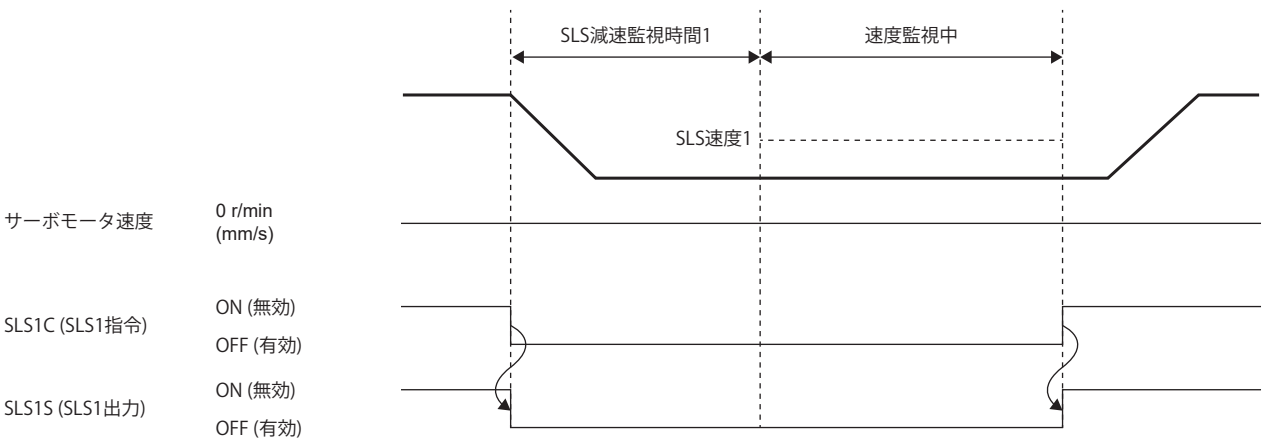 SLS減速監視時間1
速度監視中
SLS速度1
サーボモータ速度
0 r/min
(mm/s)
SLS1C (SLS1指令)
ON (無効)
OFF (有効)
SLS1S (SLS1出力)
ON (無効)
OFF (有効)